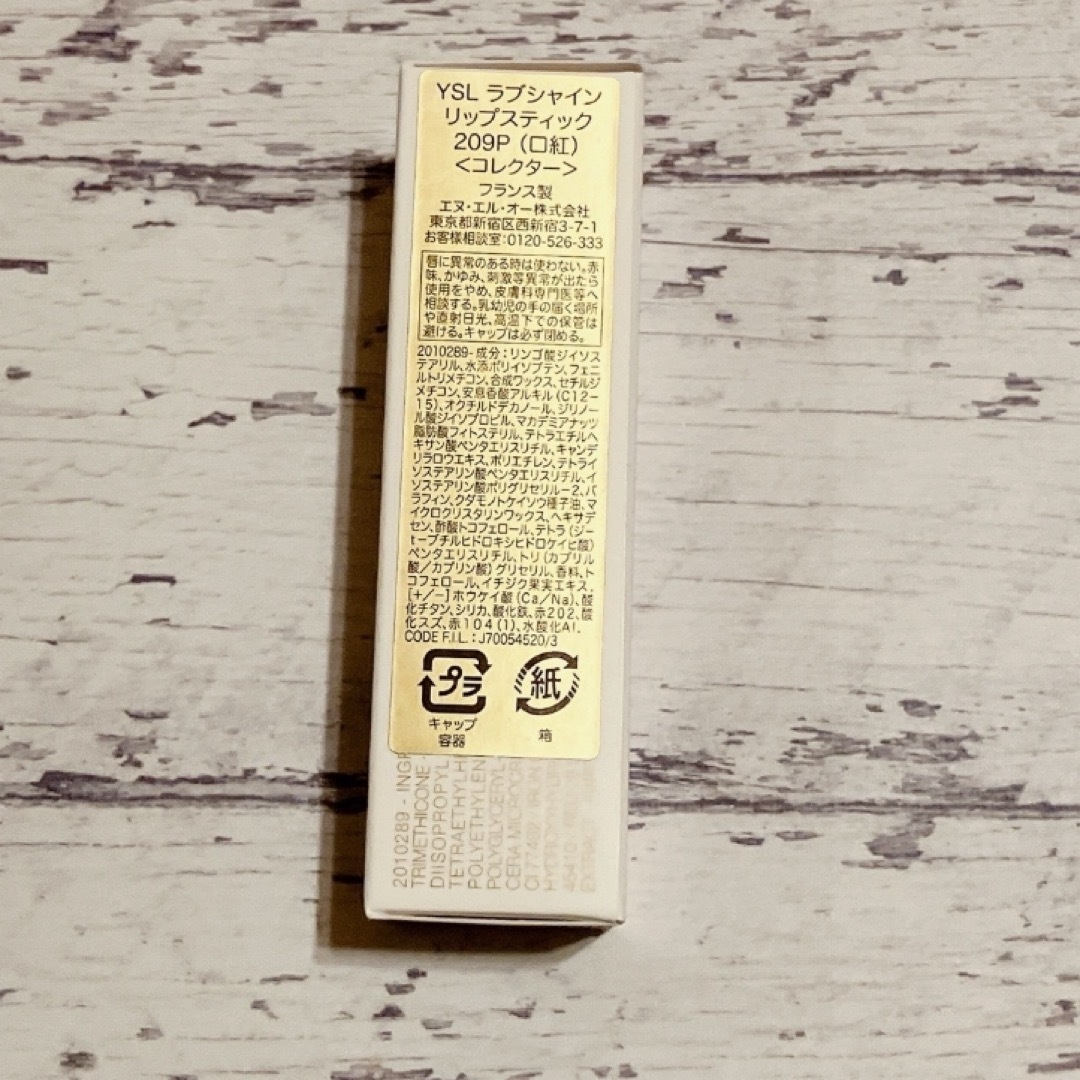 YSL ラブシャイン
リップスティック
209P (口紅)
<コレクター>
フランス製
エヌ・エル・オー株式会社
東京都新宿区西新宿3-7-1
お客様相談室:0120-526-333
唇に異常のある時は使わない。赤
味、かゆみ、刺激等異常が出たら
使用をやめ、皮膚科専門医等へ
相談する。乳幼児の手の届く場所
や直射日光、高温下での保管は
避ける。キャップは必ず閉める。
2010289-成分:リンゴ酸ジイソス
テアリル、水添ポリイソブテン、フェニ
ルトリメチコン、合成ワックス、セチルジ
メチコン、安息香酸アルキル(C12-
15)、オクチルドデカノール、ジリノー
ル酸ジイソプロピル、マカデミアナッツ
脂肪酸フィトステリル、テトラエチルヘ
キサン酸ペンタエリスリチル、キャンデ
リラロウエキス、ポリエチレン、テトライ
ソステアリン酸ペンタエリスリチル、イ
ソステアリン酸ポリグリセリル-2、パ
ラフィン、クダモノトケイソウ種子油、マ
イクロクリスタリンワックス、ヘキサデ
セン、酢酸トコフェロール、テトラ(ジー
t-ブチルヒドロキシヒドロケイヒ酸)
ペンタエリスリチル、トリ(カプリル
酸/カプリン酸)グリセリル、香料、ト
コフェロール、イチジク果実エキス、
[+/-]ホウケイ酸(Ca/Na)、酸
化チタン、シリカ、酸化鉄、赤202、酸
化スズ、赤104(1)、水酸化Al.
CODE F.I.L. : J70054520/3
プラ
紙
キャップ
容器
箱
2010289 - INGR
TRIMETHICONE
DIISOPROPYL
TETRAETHYLH
POLYETHYLEN
POLYGLYCERYL
CERA MICROCR
CI 77492